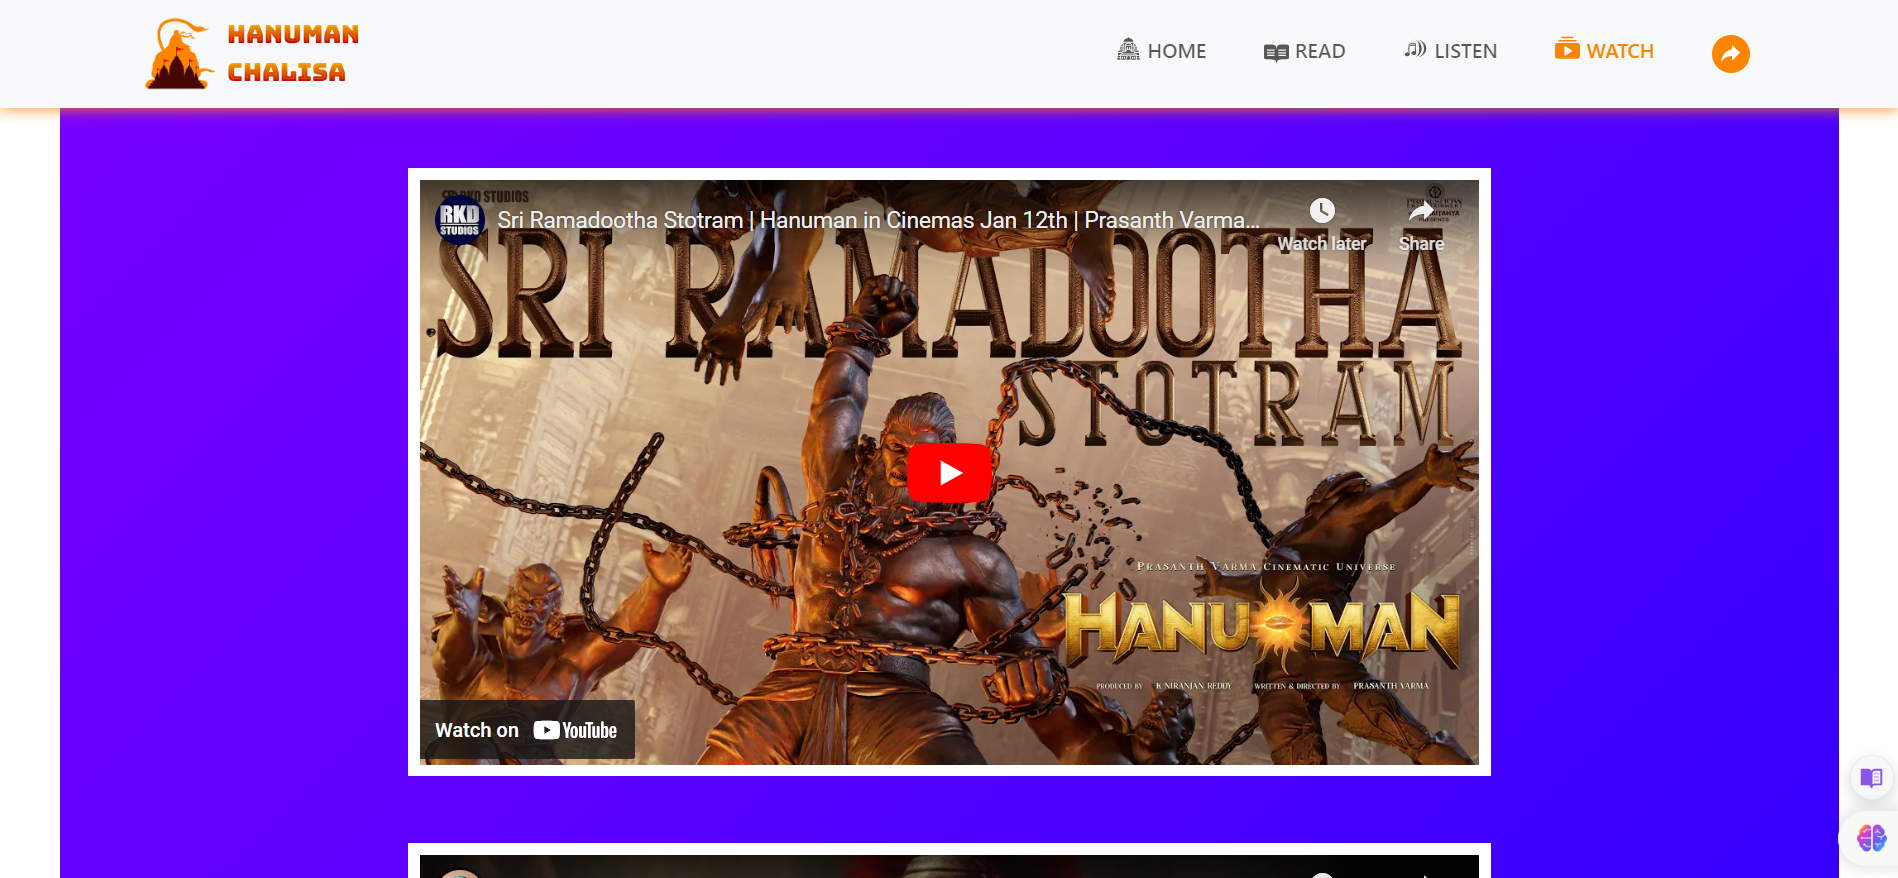 HANUMAN
CHALISA
HOME
READ
LISTEN
WATCH
RKD STUDIOS
RKD
STUDIOS
Sri Ramadootha Stotram | Hanuman in Cinemas Jan 12th | Prasanth Varma...
Watch later
Share
SRI RAMADOOTHA
STOTRAM
PRASANTH VARMA CINEMATIC UNIVERSE
HANUMAN
PRODUCED BY K NIRANJAN REDDY WRITTEN & DIRECTED BY PRASANTH VARMA
Watch on YouTube